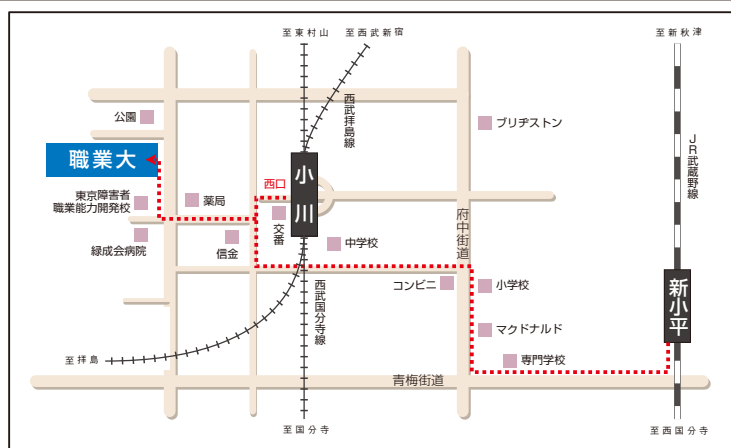 至東村山
至西武新宿
至新秋津
公園
西武拝島線
ブリヂストン
JR武蔵野線
職業大
小川
西口
東京障害者
職業能力開発校
薬局
交番
府中街道
緑成会病院
信金
中学校
コンビニ
小学校
新小平
西武国分寺線
マクドナルド
至拝島
専門学校
青梅街道
至国分寺
至西国分寺